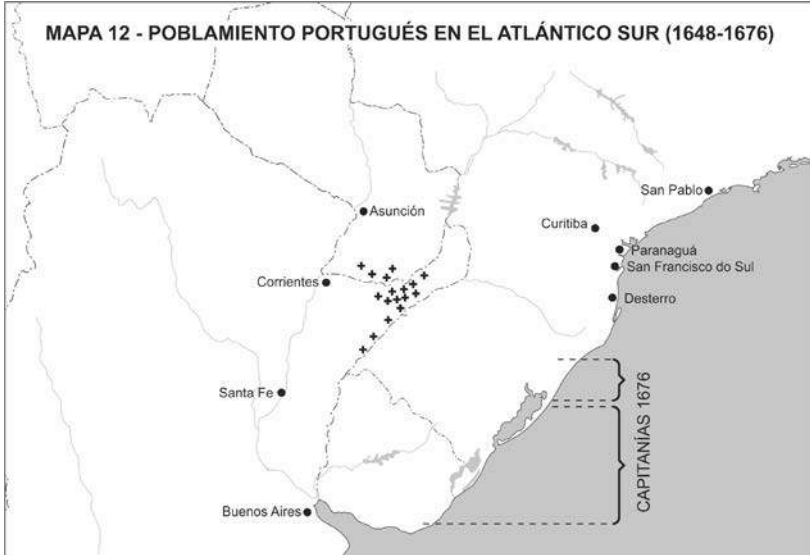 MAPA 12 - POBLAMIENTO PORTUGUÉS EN EL ATLÁNTICO SUR (1648-1676)
San Pablo
Asunción
Curitiba
Paranaguá
San Francisco do Sul
Corrientes
Desterro
Santa Fe
CAPITANÍAS 1676
Buenos Aires